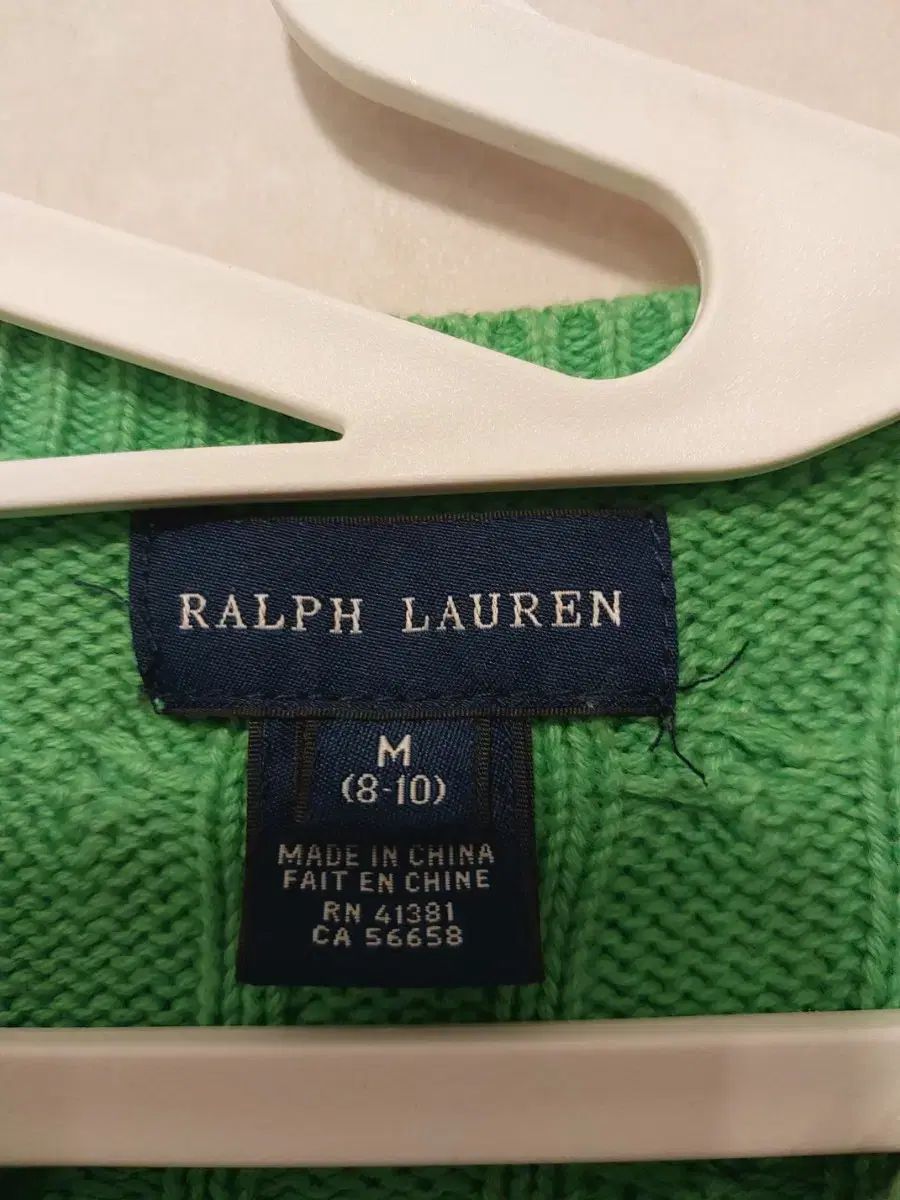 RALPH LAUREN
M
(8-10)
MADE IN CHINA
FAIT EN CHINE
RN 41381
CA 56658